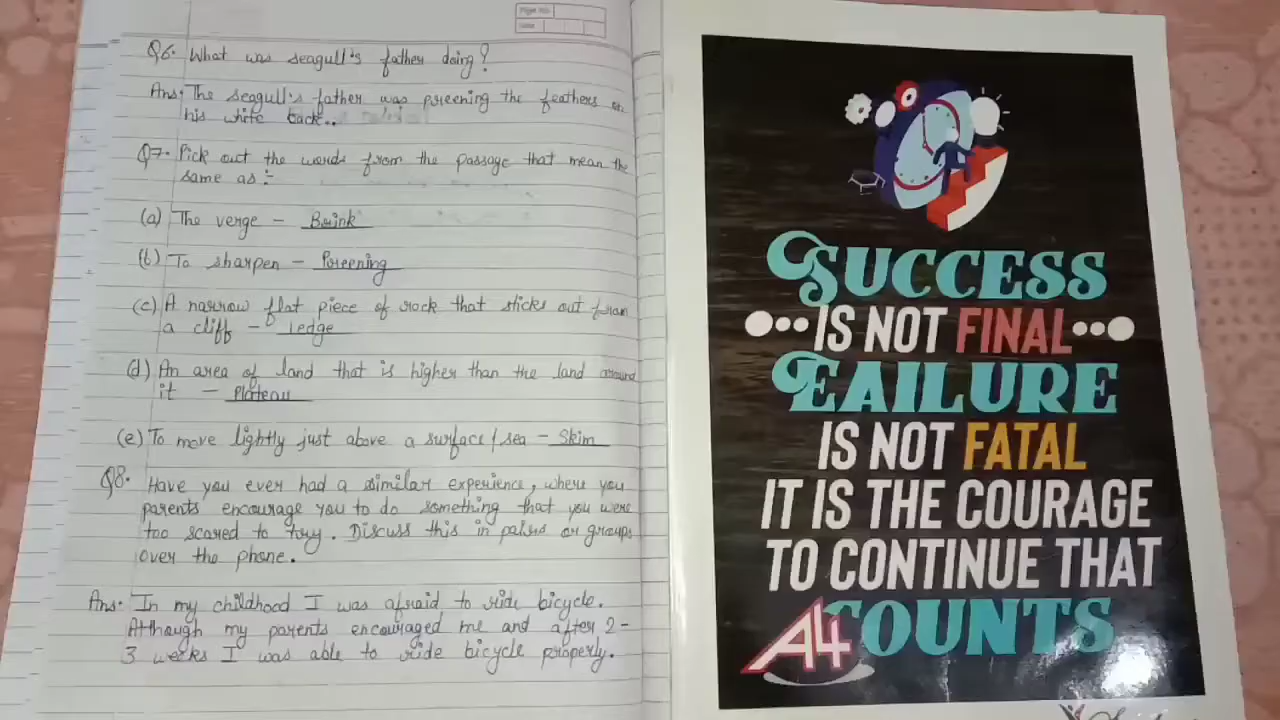 Page No.
Date
Q6. What was seagull's father doing?
Ans. The seagull's father was preening the feathers on
his white back..
Q7. Pick out the words from the passage that mean the
same as :-
(a) The verge - Brink
(b) To sharpen - Preening
(c) A narrow flat piece of rock that sticks out from
a cliff - Ledge
(d) An area of land that is higher than the land around
it - Plateau
(e) To move lightly just above a surface/sea - Skim
Q8. Have you ever had a similar experience, where you
parents encourage you to do something that you were
too scared to try. Discuss this in pairs or groups
over the phone.
Ans. In my childhood I was afraid to ride bicycle.
Although my parents encouraged me and after 2-
3 weeks I was able to ride bicycle properly.
SUCCESS
IS NOT FINAL
FAILURE
IS NOT FATAL
IT IS THE COURAGE
TO CONTINUE THAT
COUNTS
A4